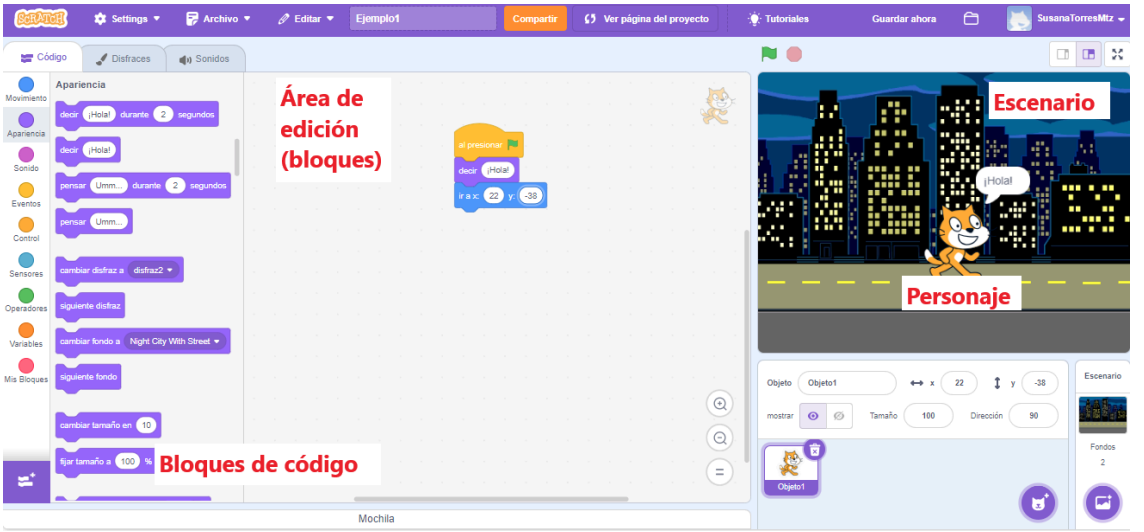 SCRATCH Settings Archivo Editar Ejemplo1 Compartir Ver página del proyecto Tutoriales Guardar ahora SusanaTorresMtz
Código Disfraces Sonidos
Movimiento
Apariencia
Sonido
Eventos
Control
Sensores
Operadores
Variables
Mis Bloques
Apariencia
decir ¡Hola! durante 2 segundos
decir ¡Hola!
pensar Umm... durante 2 segundos
pensar Umm...
cambiar disfraz a disfraz2
siguiente disfraz
cambiar fondo a Night City With Street
siguiente fondo
cambiar tamaño en 10
fijar tamaño a 100 %
Bloques de código
Área de
edición
(bloques)
al presionar
decir ¡Hola!
ir a x: 22 y: -38
Mochila
Escenario
¡Hola!
Personaje
Objeto Objeto1 x 22 y -38
mostrar Tamaño 100 Dirección 90
Objeto1
Escenario
Fondos
2